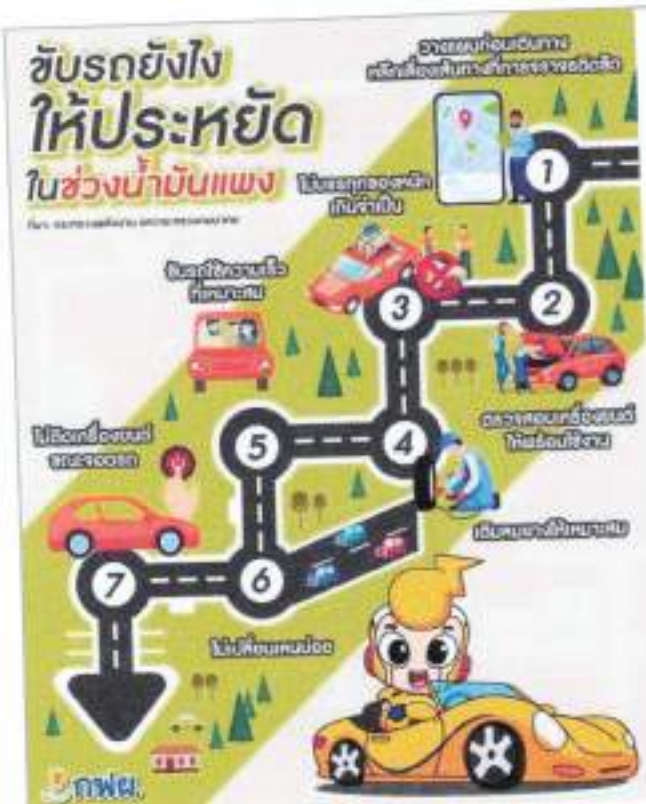 ขับรถยังไง
ให้ประหยัด
ในช่วงน้ำมันแพง
วางแผนก่อนเดินทาง
หลีกเลี่ยงเส้นทางที่การจราจรติดขัด
1
2
ตรวจสอบเครื่องยนต์
ให้พร้อมใช้งาน
ไม่บรรทุกของหนัก
เกินจำเป็น
3
4
เติมลมยางให้เหมาะสม
ขับรถใช้ความเร็ว
ที่เหมาะสม
5
6
ไม่เปลี่ยนเลนบ่อย
ไม่ติดเครื่องยนต์
ขณะจอดรถ
7
กฟผ.